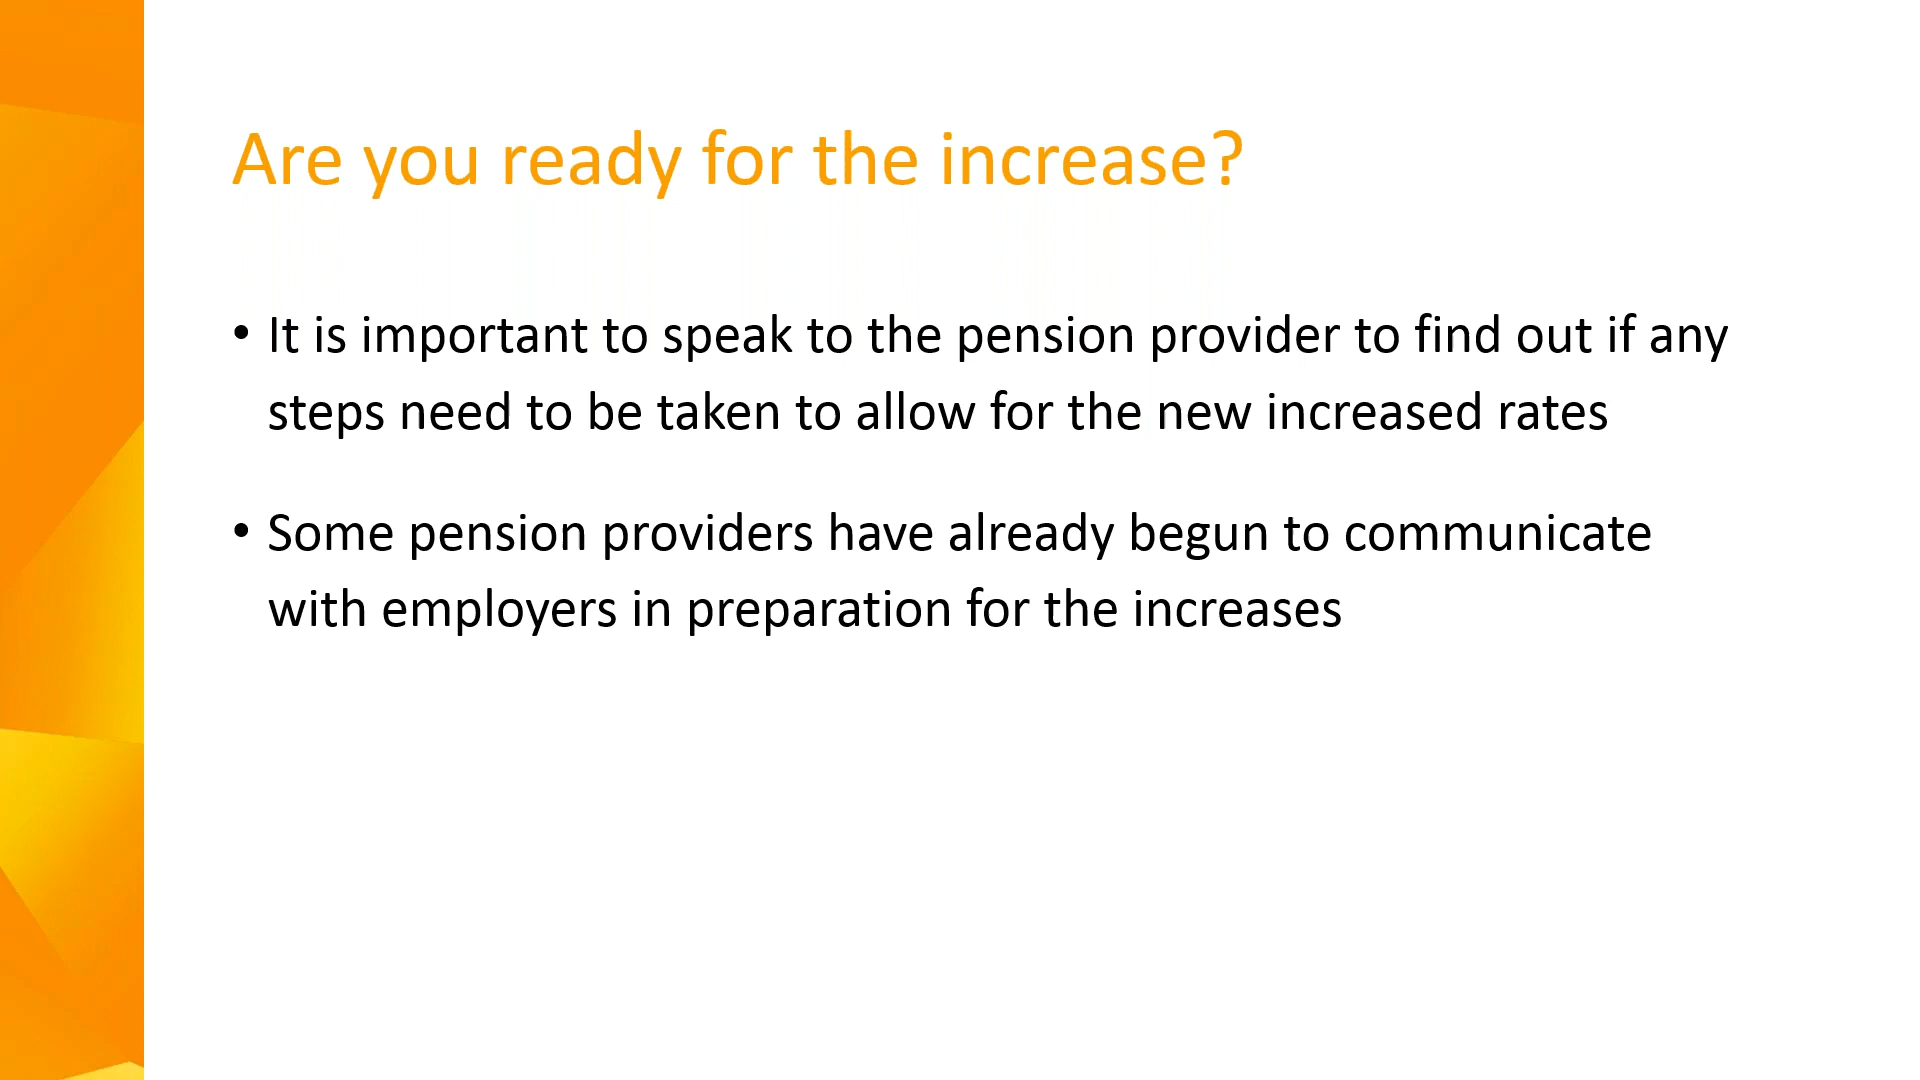 Are you ready for the increase?
• It is important to speak to the pension provider to find out if any
steps need to be taken to allow for the new increased rates
• Some pension providers have already begun to communicate
with employers in preparation for the increases